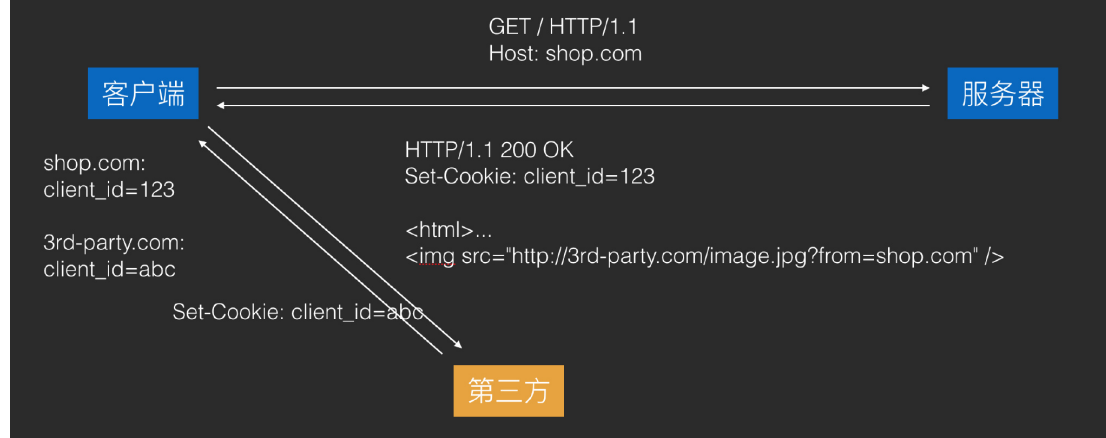 GET / HTTP/1.1
Host: shop.com
客户端
服务器
HTTP/1.1 200 OK
Set-Cookie: client_id=123
shop.com:
client_id=123
<html>...
<img src="http://3rd-party.com/image.jpg?from=shop.com" />
3rd-party.com:
client_id=abc
Set-Cookie: client_id=abc
第三方